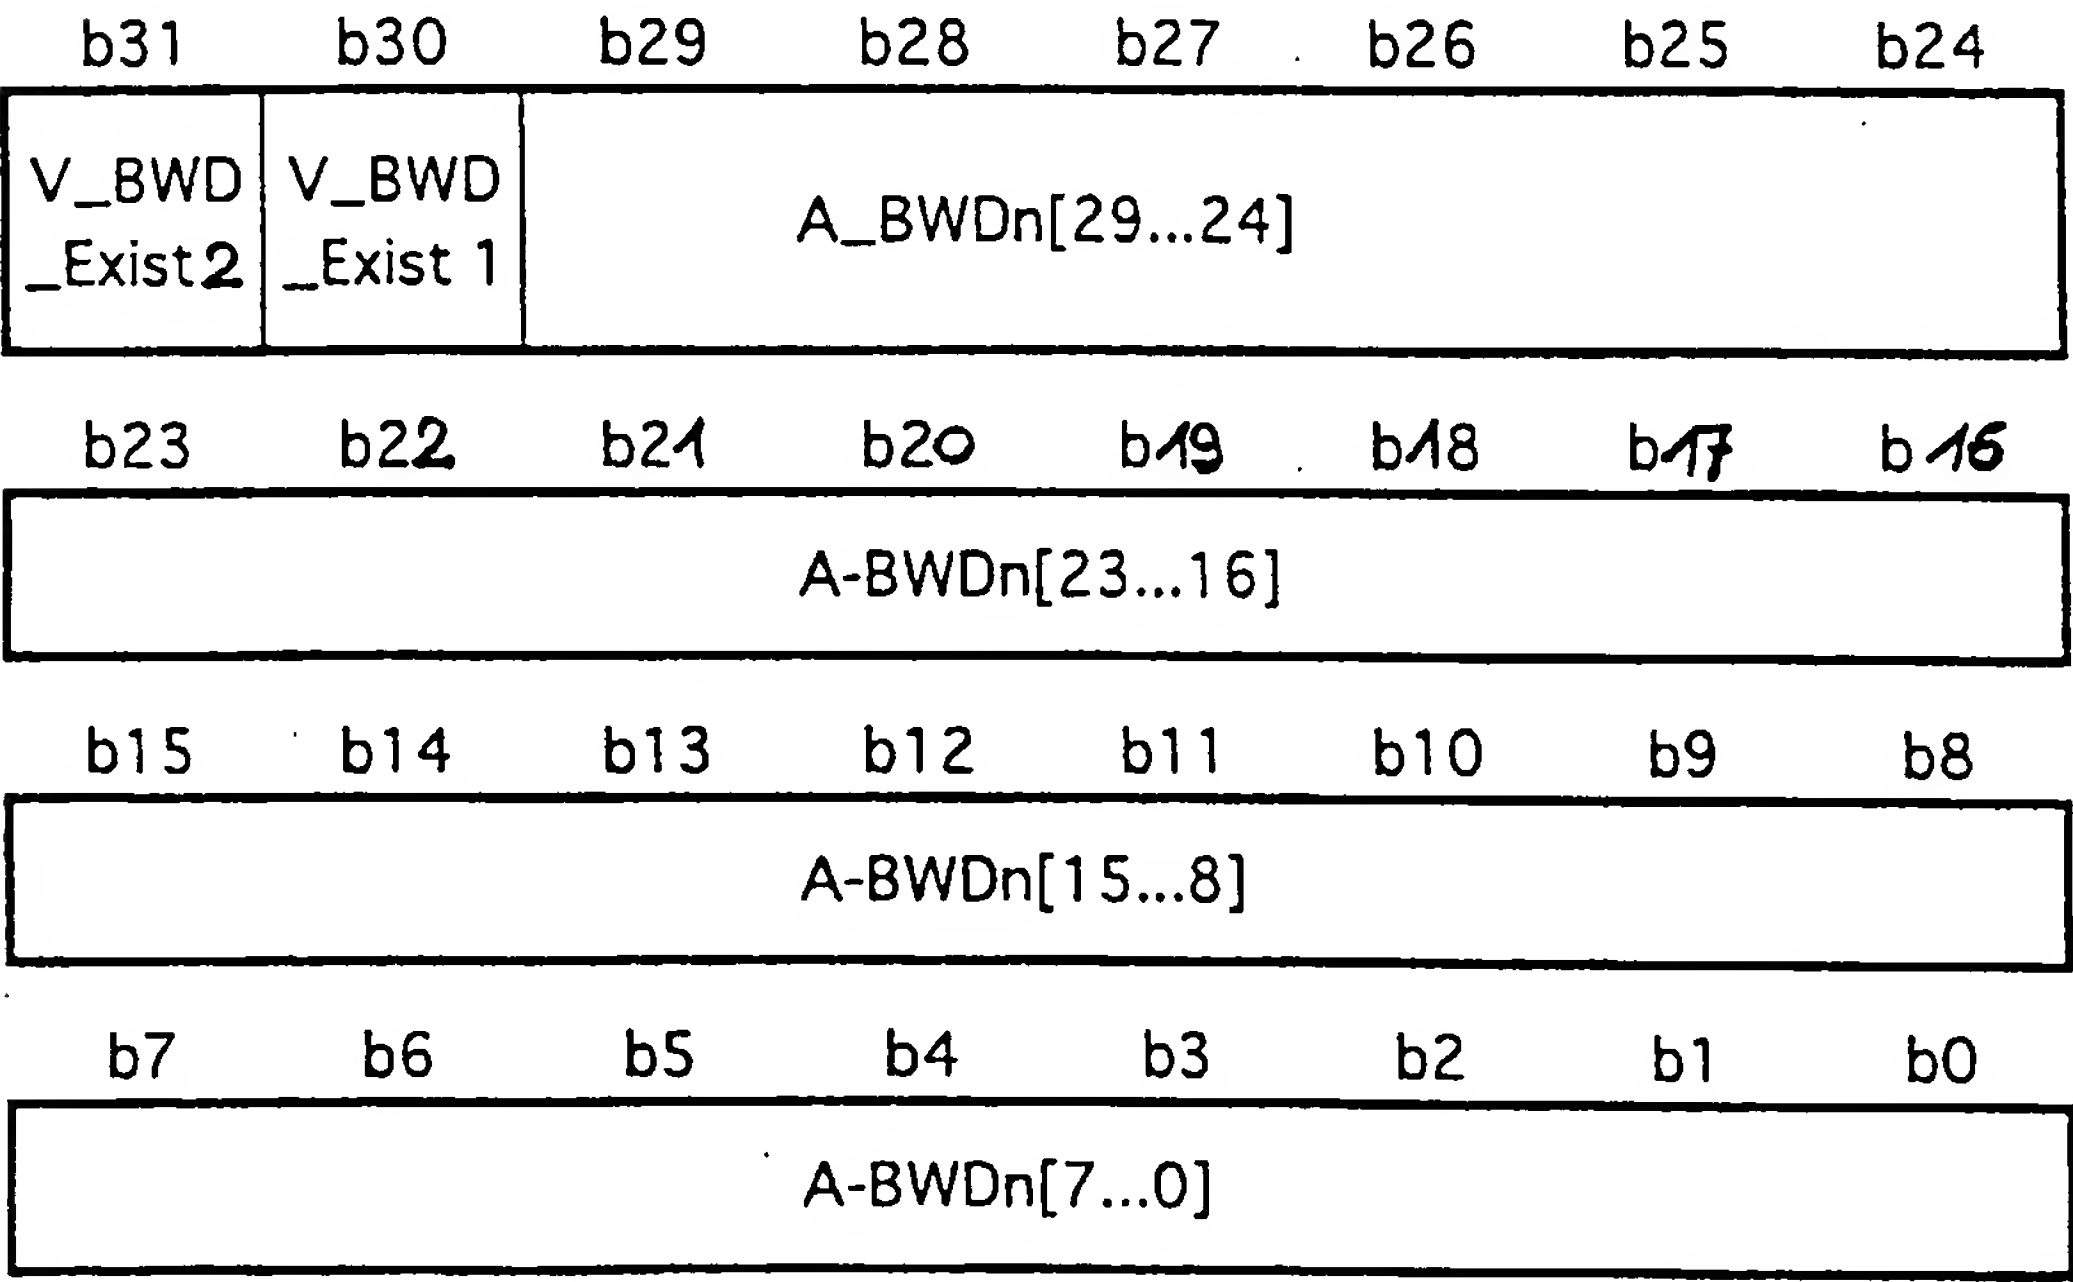 b31 b30 b29 b28 b27 b26 b25 b24
V_BWD V_BWD
_Exist2 _Exist 1
A_BWDn[29...24]
b23 b22 b21 b20 b19 b18 b17 b 16
A-BWDn[23...16]
b15 b14 b13 b12 b11 b10 b9 b8
A-BWDn[15...8]
b7 b6 b5 b4 b3 b2 b1 b0
A-BWDn[7...0]